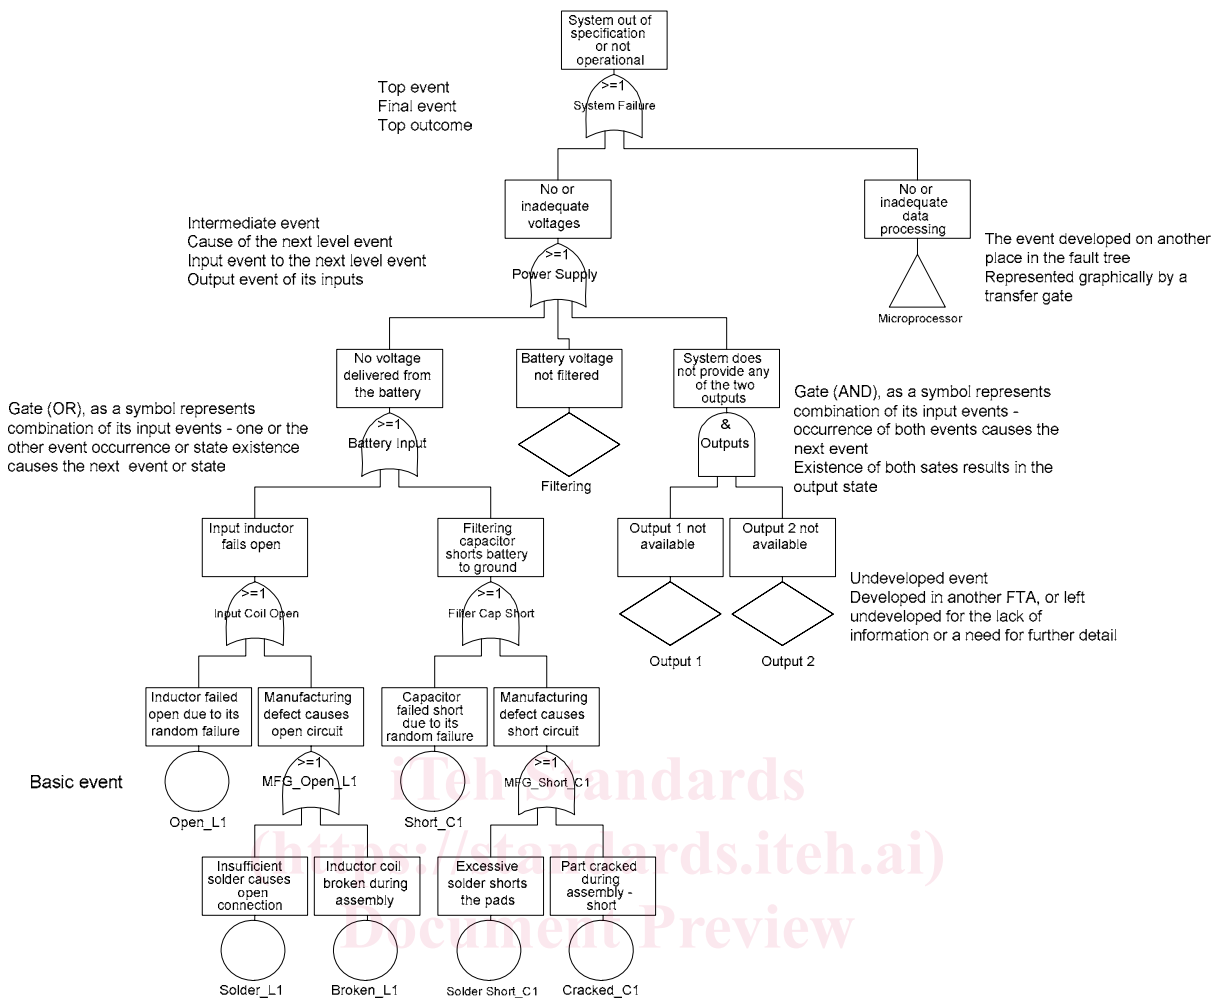 System out of
specification
or not
operational
>=1
System Failure
Top event
Final event
Top outcome
No or
inadequate
voltages
>=1
Power Supply
No or
inadequate
data
processing
Microprocessor
Intermediate event
Cause of the next level event
Input event to the next level event
Output event of its inputs
The event developed on another
place in the fault tree
Represented graphically by a
transfer gate
No voltage
delivered from
the battery
>=1
Battery Input
Battery voltage
not filtered
Filtering
System does
not provide any
of the two
outputs
&
Outputs
Gate (OR), as a symbol represents
combination of its input events - one or the
other event occurrence or state existence
causes the next event or state
Gate (AND), as a symbol represents
combination of its input events -
occurrence of both events causes the
next event
Existence of both sates results in the
output state
Input inductor
fails open
>=1
Input Coil Open
Filtering
capacitor
shorts battery
to ground
>=1
Filter Cap Short
Output 1 not
available
Output 1
Output 2 not
available
Output 2
Undeveloped event
Developed in another FTA, or left
undeveloped for the lack of
information or a need for further detail
Inductor failed
open due to its
random failure
Open_L1
Manufacturing
defect causes
open circuit
>=1
MFG_Open_L1
Capacitor
failed short
due to its
random failure
Short_C1
Manufacturing
defect causes
short circuit
>=1
MFG_Short_C1
Basic event
Insufficient
solder causes
open
connection
Solder_L1
Inductor coil
broken during
assembly
Broken_L1
Excessive
solder shorts
the pads
Solder Short_C1
Part cracked
during
assembly -
short
Cracked_C1
iTeh Standards
(https://standards.iteh.ai)
Document Preview